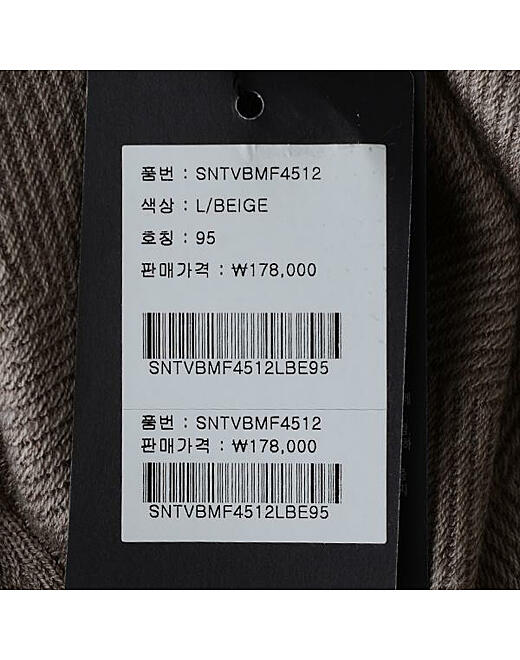 품번 : SNTVBMF4512
색상 : L/BEIGE
호칭 : 95
판매가격 : ₩178,000
SNTVBMF4512LBE95
품번 : SNTVBMF4512
판매가격 : ₩178,000
SNTVBMF4512LBE95